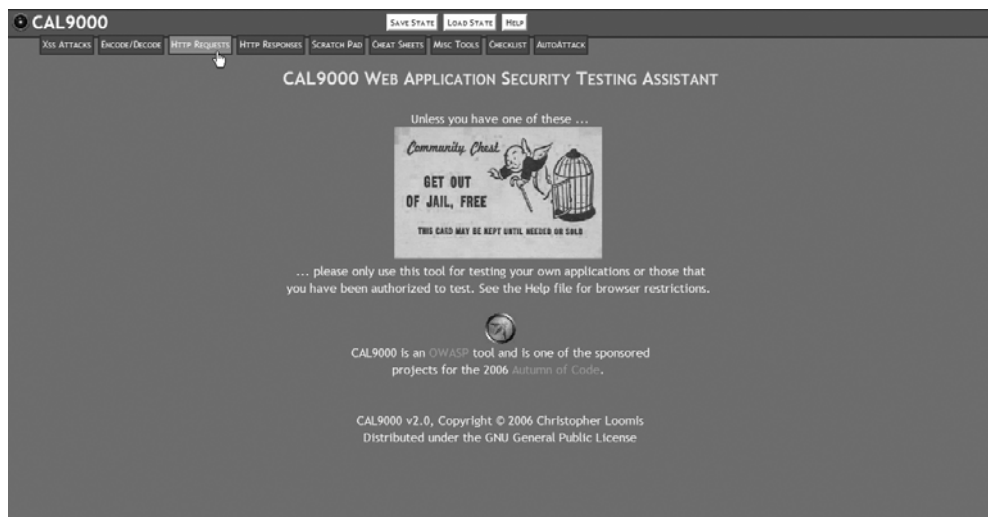 CAL9000
SAVE STATE LOAD STATE HELP
XSS ATTACKS ENCODE/DECODE HTTP REQUESTS HTTP RESPONSES SCRATCH PAD CHEAT SHEETS MISC TOOLS CHECKLIST AUTOATTACK
CAL9000 WEB APPLICATION SECURITY TESTING ASSISTANT
Unless you have one of these ...
Community Chest
GET OUT
OF JAIL, FREE
THIS CARD MAY BE KEPT UNTIL NEEDED OR SOLD
... please only use this tool for testing your own applications or those that
you have been authorized to test. See the Help file for browser restrictions.
CAL9000 is an OWASP tool and is one of the sponsored
projects for the 2006 Autumn of Code.
CAL9000 v2.0, Copyright © 2006 Christopher Loomis
Distributed under the GNU General Public License